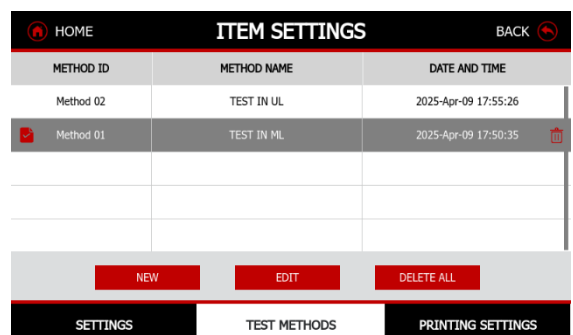 HOME ITEM SETTINGS BACK
METHOD ID METHOD NAME DATE AND TIME
Method 02 TEST IN UL 2025-Apr-09 17:55:26
Method 01 TEST IN ML 2025-Apr-09 17:50:35
NEW EDIT DELETE ALL
SETTINGS TEST METHODS PRINTING SETTINGS